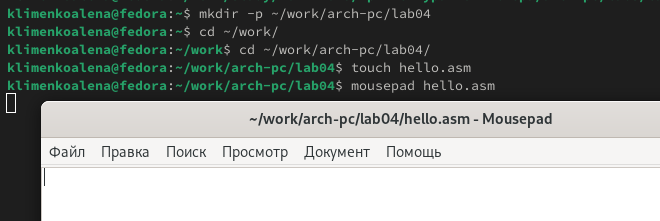 klimenkoalena@fedora:~$ mkdir -p ~/work/arch-pc/lab04
klimenkoalena@fedora:~$ cd ~/work/
klimenkoalena@fedora:~/work$ cd ~/work/arch-pc/lab04/
klimenkoalena@fedora:~/work/arch-pc/lab04$ touch hello.asm
klimenkoalena@fedora:~/work/arch-pc/lab04$ mousepad hello.asm
~/work/arch-pc/lab04/hello.asm - Mousepad
Файл Правка Поиск Просмотр Документ Помощь